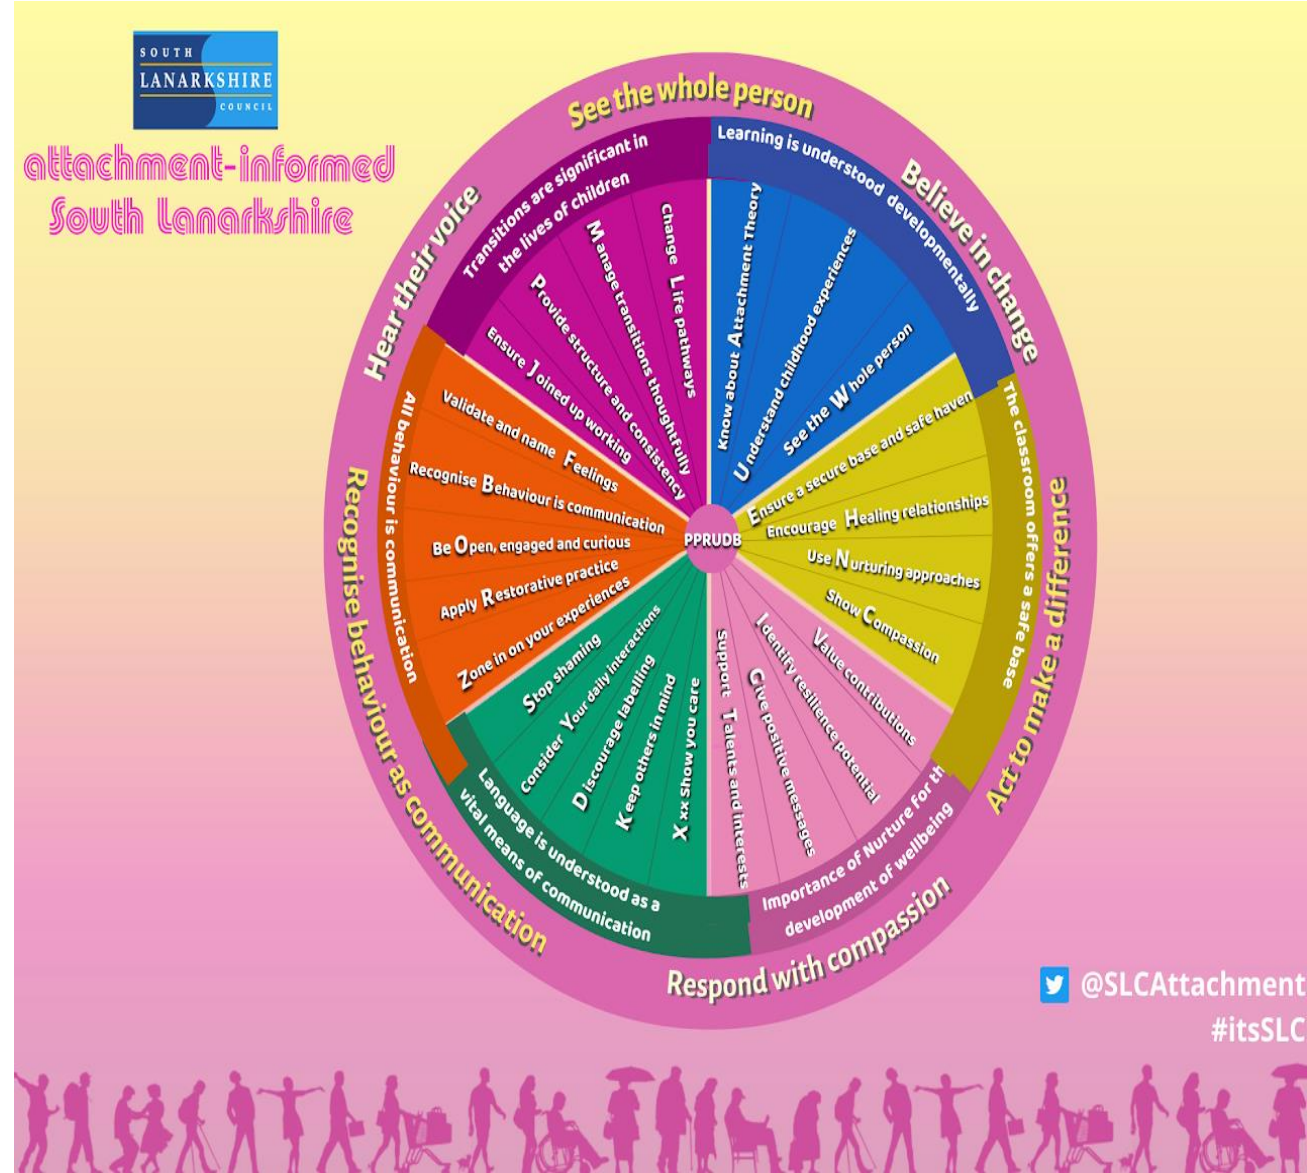 SOUTH
LANARKSHIRE
COUNCIL
attachment-informed
South Lanarkshire
See the whole person
Believe in change
Act to make a difference
Respond with compassion
Recognise behaviour as communication
Hear their voice
Learning is understood developmentally
Know about Attachment Theory
Understand childhood experiences
See the Whole person
The classroom offers a safe base
Ensure a secure base and safe haven
Encourage Healing relationships
Use Nurturing approaches
Show Compassion
Importance of Nurture for th
development of wellbeing
Value contributions
Identify resilience potential
Give positive messages
Support Talents and interests
Language is understood as a
vital means of communication
Xxx Show you care
Keep others in mind
Discourage labelling
Consider Your daily interactions
Stop shaming
All behaviour is communication
Zone in on your experiences
Apply Restorative practice
Be Open, engaged and curious
Recognise Behaviour is communication
Validate and name Feelings
Transitions are significant in
the lives of children
Ensure Joined up working
Provide structure and consistency
Manage transitions thoughtfully
Change Life pathways
PPRUDB
@SLCAttachment
#itsSLC